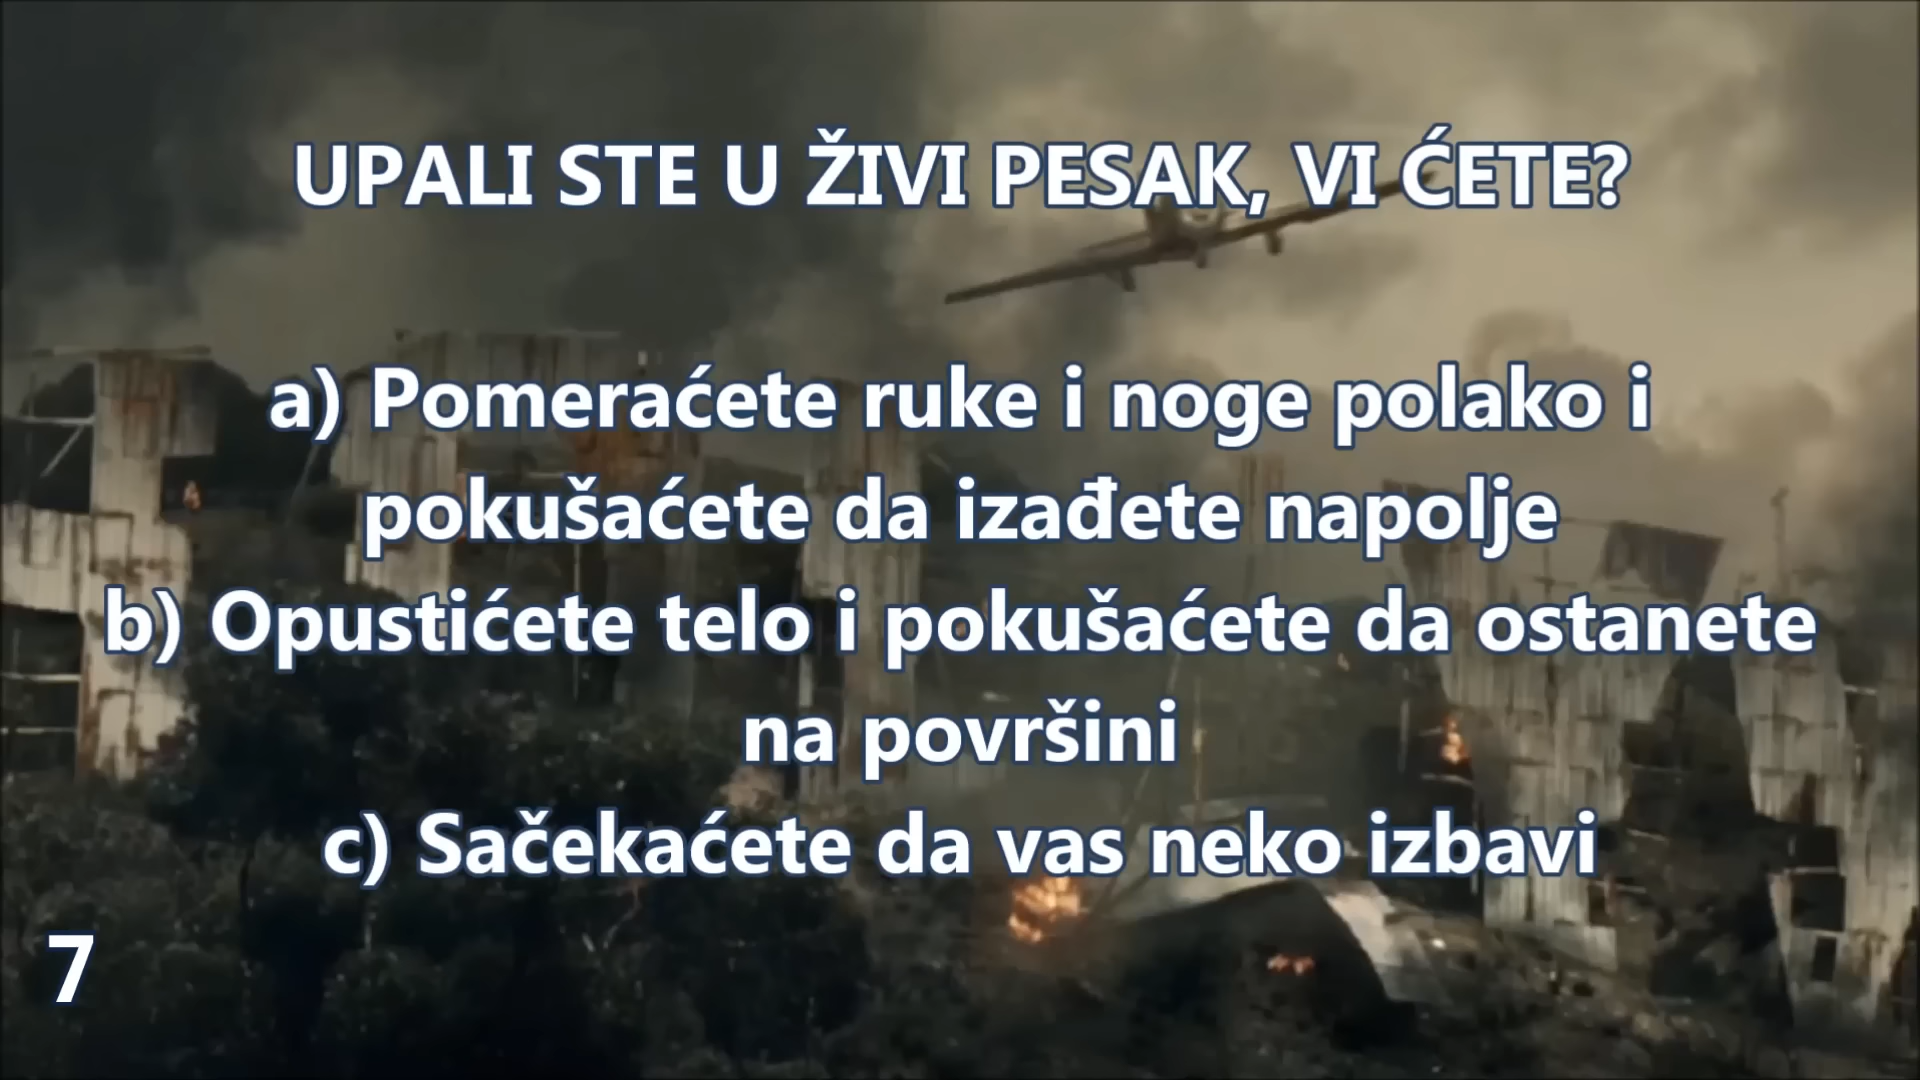 UPALI STE U ŽIVI PESAK, VI ĆETE?
a) Pomeraćete ruke i noge polako i
pokušaćete da izađete napolje
b) Opustićete telo i pokušaćete da ostanete
na površini
c) Sačekaćete da vas neko izbavi
7